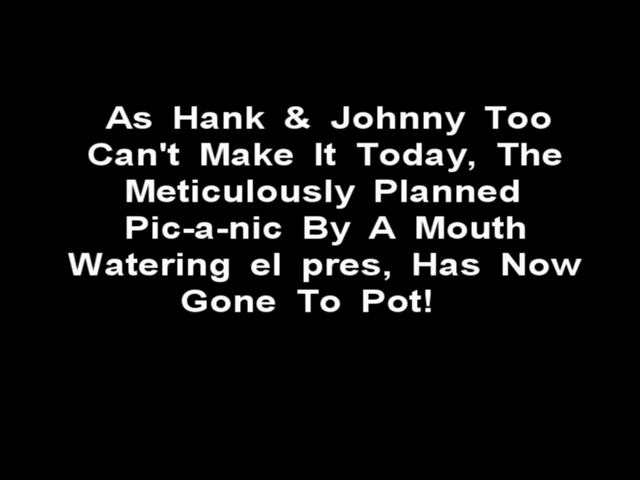 As Hank & Johnny Too
Can't Make It Today, The
Meticulously Planned
Pic-a-nic By A Mouth
Watering el pres, Has Now
Gone To Pot!